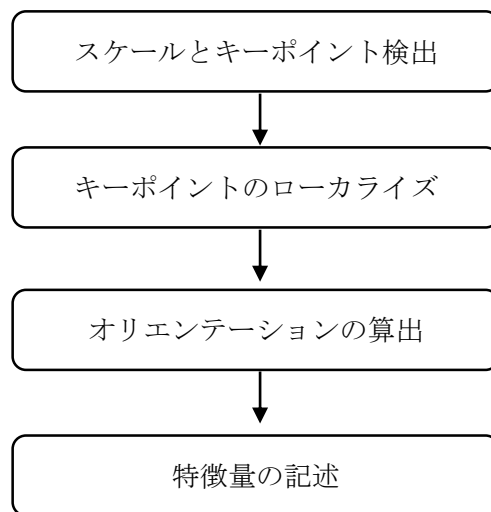 スケールとキーポイント検出
キーポイントのローカライズ
オリエンテーションの算出
特徴量の記述